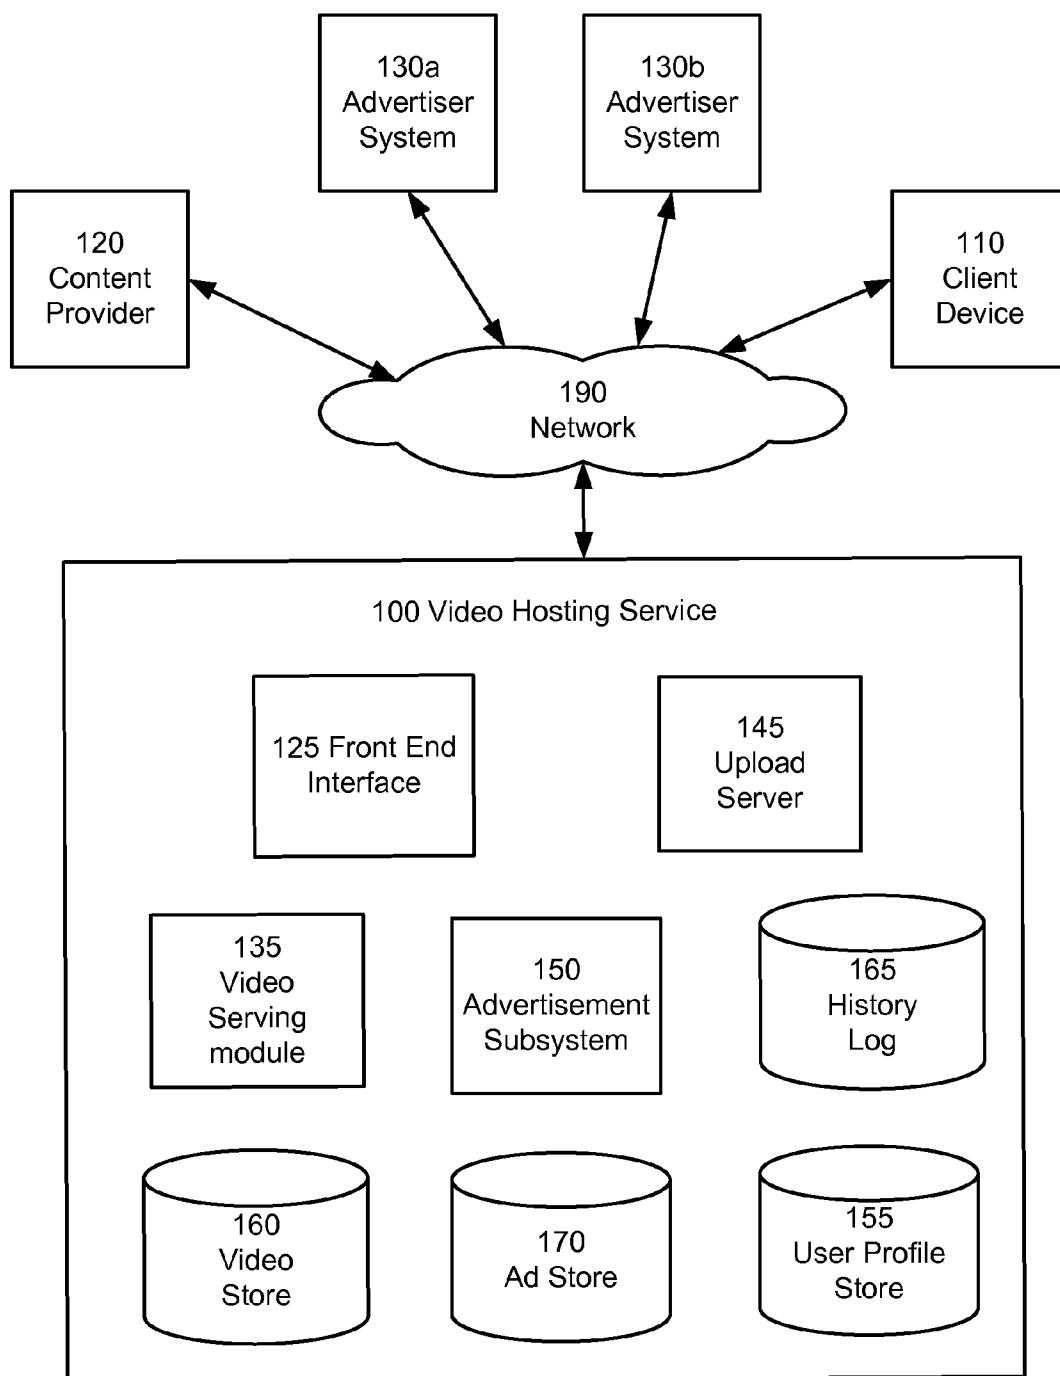 130a
Advertiser
System
130b
Advertiser
System
120
Content
Provider
110
Client
Device
190
Network
100 Video Hosting Service
125 Front End
Interface
145
Upload
Server
135
Video
Serving
module
150
Advertisement
Subsystem
165
History
Log
160
Video
Store
170
Ad Store
155
User Profile
Store